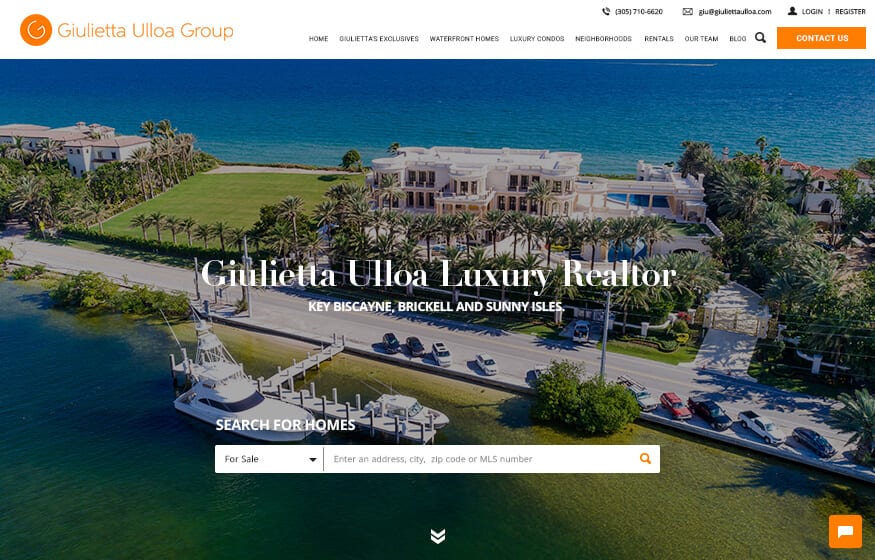 (305) 710-6620 giu@giuliettaulloa.com LOGIN | REGISTER
Giulietta Ulloa Group
HOME GIULIETTA'S EXCLUSIVES WATERFRONT HOMES LUXURY CONDOS NEIGHBORHOODS RENTALS OUR TEAM BLOG CONTACT US
Giulietta Ulloa Luxury Realtor
KEY BISCAYNE, BRICKELL AND SUNNY ISLES.
SEARCH FOR HOMES
For Sale Enter an address, city, zip code or MLS number